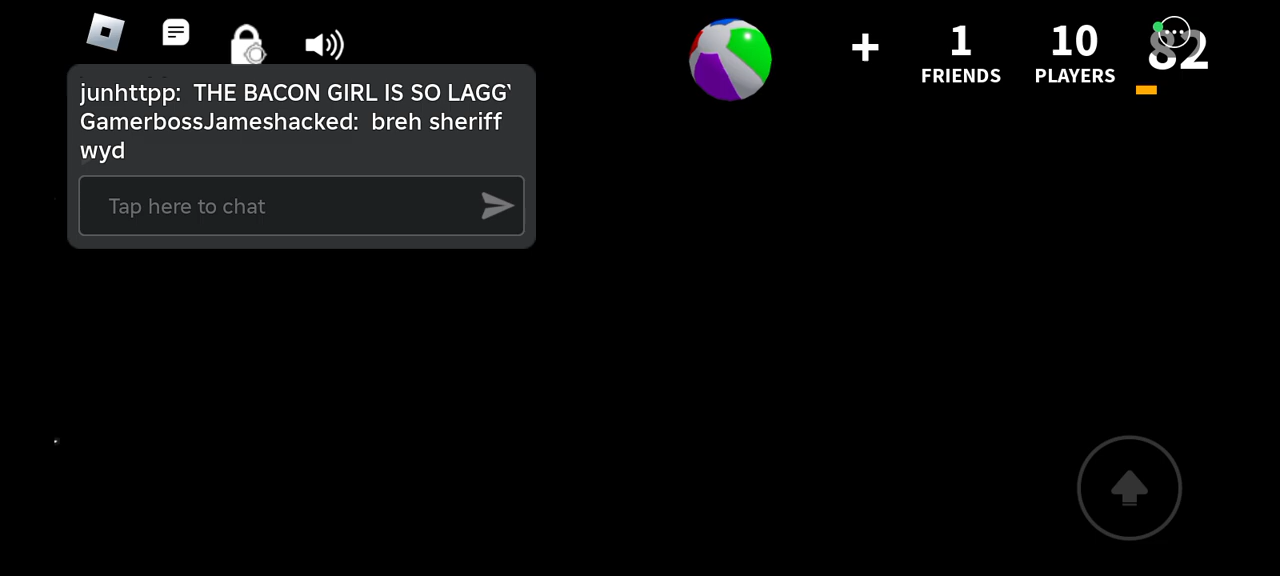 1
10
82
FRIENDS
PLAYERS
junhttpp: THE BACON GIRL IS SO LAGG
GamerbossJameshacked: breh sheriff
wyd
Tap here to chat